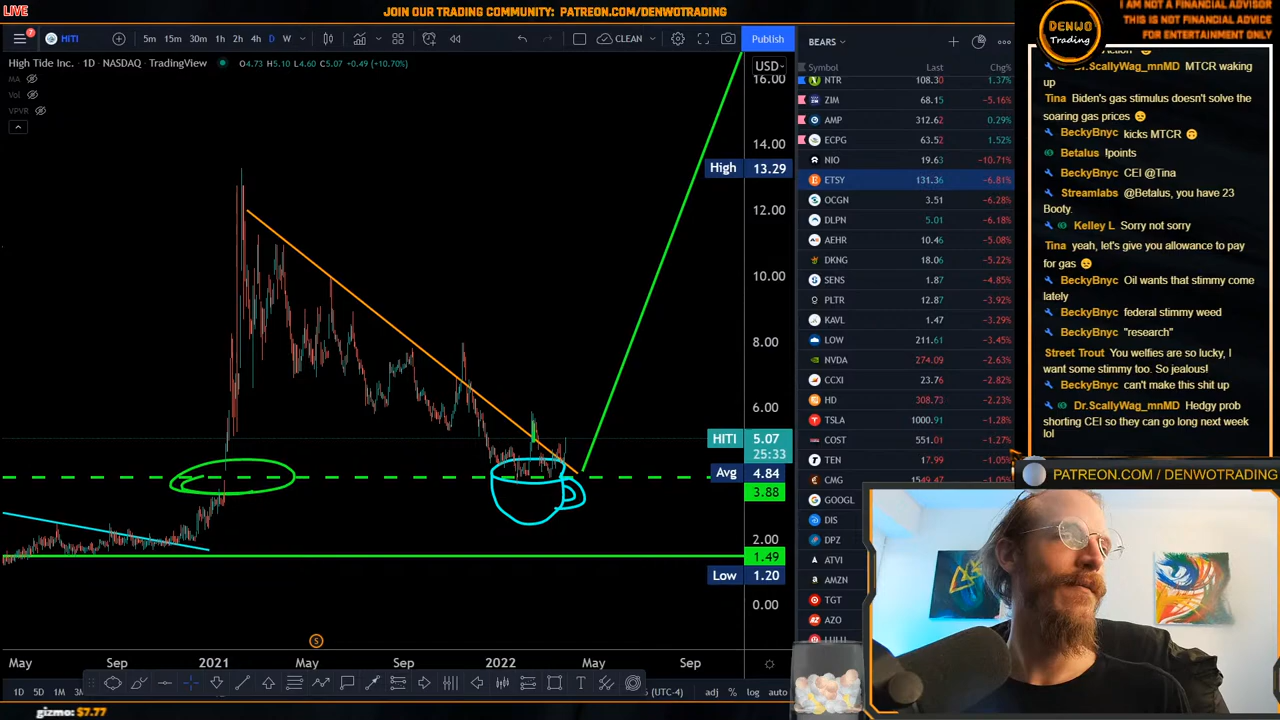 LIVE
JOIN OUR TRADING COMMUNITY: PATREON.COM/DENWOTRADING
I AM NOT A FINANCIAL ADVISOR
THIS IS NOT FINANCIAL ADVICE
FOR ENTERTAINMENT ONLY
DENWO
Trading
7
HITI
5m 15m 30m 1h 2h 4h D W
CLEAN
Publish
High Tide Inc. · 1D · NASDAQ · TradingView
O4.73 H5.10 L4.60 C5.07 +0.49 (+10.70%)
MA
Vol
VPVR
USD
16.00
14.00
High 13.29
12.00
10.00
8.00
6.00
HITI 5.07
25:33
Avg 4.84
3.88
2.00
1.49
Low 1.20
0.00
S
May Sep 2021 May Sep 2022 May Sep
1D 5D 1M
(UTC-4) adj % log
gizmo: $7.77
BEARS
Symbol Last Chg%
NTR 108.30 1.37%
ZIM 68.15 -5.16%
AMP 312.62 0.29%
ECPG 63.52 1.52%
NIO 19.63 -10.71%
ETSY 131.36 -6.81%
OCGN 3.51 -6.28%
DLPN 5.01 -6.18%
AEHR 10.46 -5.08%
DKNG 18.06 -5.22%
SENS 1.87 -4.85%
PLTR 12.87 -3.92%
KAVL 1.47 -3.29%
LOW 211.61 -3.45%
NVDA 274.09 -2.63%
CCXI 23.76 -2.82%
HD 308.73 -2.23%
TSLA 1000.91 -1.28%
COST 551.01 -1.27%
TEN 17.99 -1.05%
CMG 1549.47 -1.05%
GOOGL
DIS
DPZ
ATVI
AMZN
TGT
AZO
LULU
Dr.ScallyWag_mnMD MTCR waking
up
Tina Biden's gas stimulus doesn't solve the
soaring gas prices
BeckyBnyc kicks MTCR
Betalus !points
BeckyBnyc CEI @Tina
Streamlabs @Betalus, you have 23
Booty.
Kelley L Sorry not sorry
Tina yeah, let's give you allowance to pay
for gas
BeckyBnyc Oil wants that stimmy come
lately
BeckyBnyc federal stimmy weed
BeckyBnyc "research"
Street Trout You welfies are so lucky, I
want some stimmy too. So jealous!
BeckyBnyc can't make this shit up
Dr.ScallyWag_mnMD Hedgy prob
shorting CEI so they can go long next week
lol
PATREON.COM / DENWOTRADING